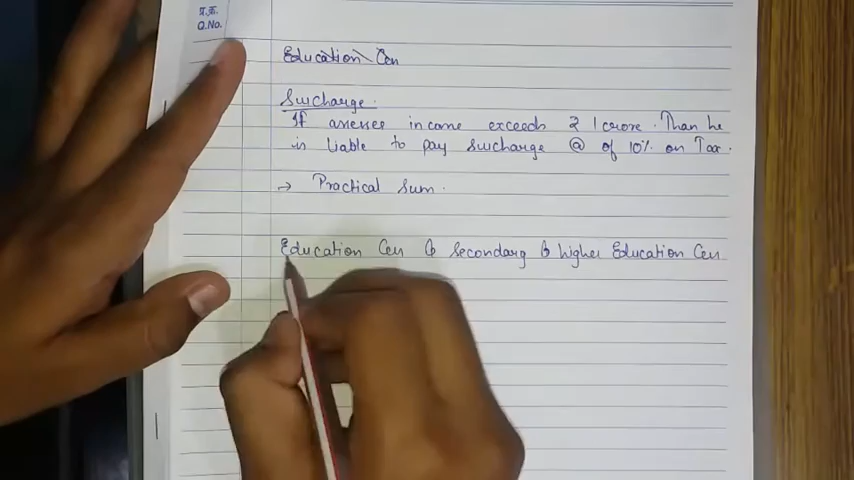 प्र.क्र.
Q.No.
Education Cen
Surcharge.
If assessee income exceeds ₹ 1 crore. Than he
is liable to pay surcharge @ of 10% on Tax.
→ Practical sum.
Education Cess & secondary & higher Education Cess